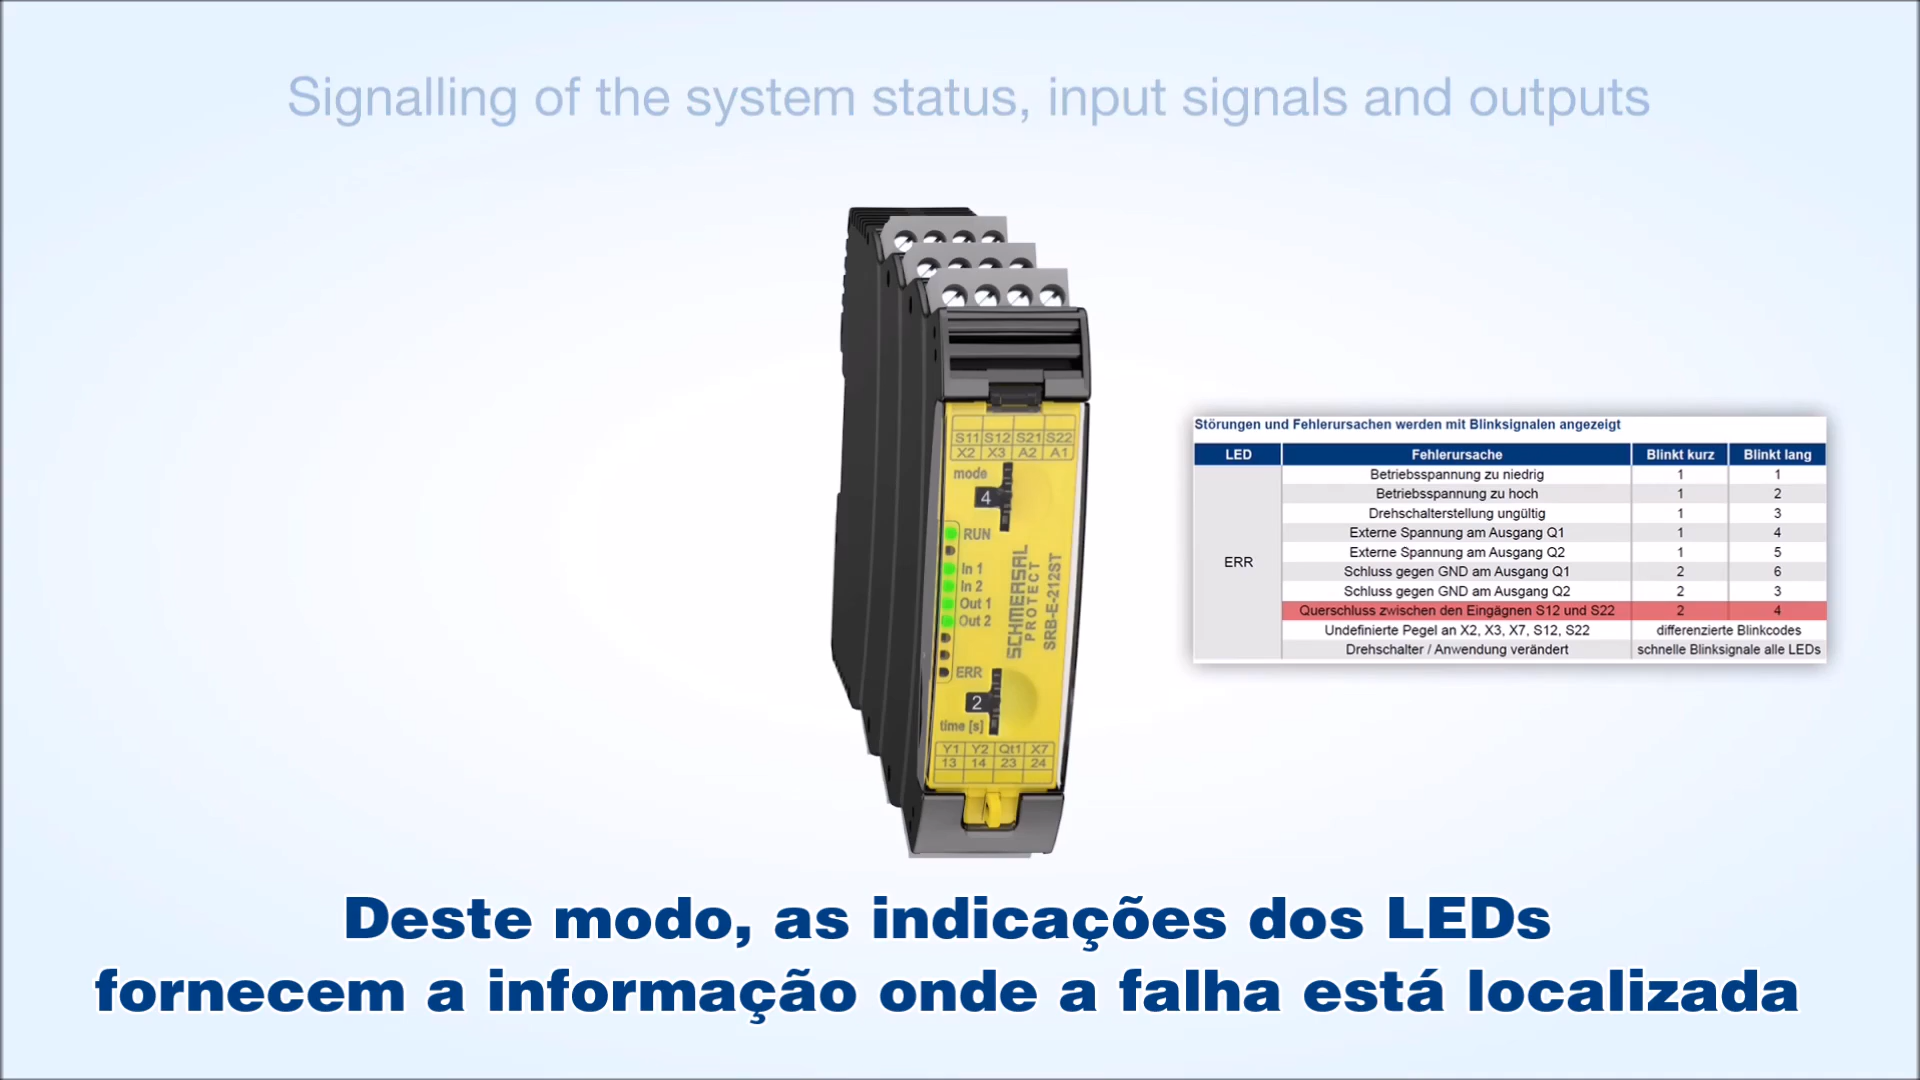 Signalling of the system status, input signals and outputs
S11 S12 S21 S22
X2 X3 A2 A1
mode
4
RUN
In 1
In 2
Out 1
Out 2
ERR
SCHMERSAL
PROTECT
SRB-E-212ST
2
time [s]
Y1 Y2 Qt1 X7
13 14 23 24
Störungen und Fehlerursachen werden mit Blinksignalen angezeigt
LED Fehlerursache Blinkt kurz Blinkt lang
Betriebsspannung zu niedrig 1 1
Betriebsspannung zu hoch 1 2
Drehschalterstellung ungültig 1 3
Externe Spannung am Ausgang Q1 1 4
Externe Spannung am Ausgang Q2 1 5
ERR
Schluss gegen GND am Ausgang Q1 2 6
Schluss gegen GND am Ausgang Q2 2 3
Querschluss zwischen den Eingägnen S12 und S22 2 4
Undefinierte Pegel an X2, X3, X7, S12, S22 differenzierte Blinkcodes
Drehschalter / Anwendung verändert schnelle Blinksignale alle LEDs
Deste modo, as indicações dos LEDs
fornecem a informação onde a falha está localizada